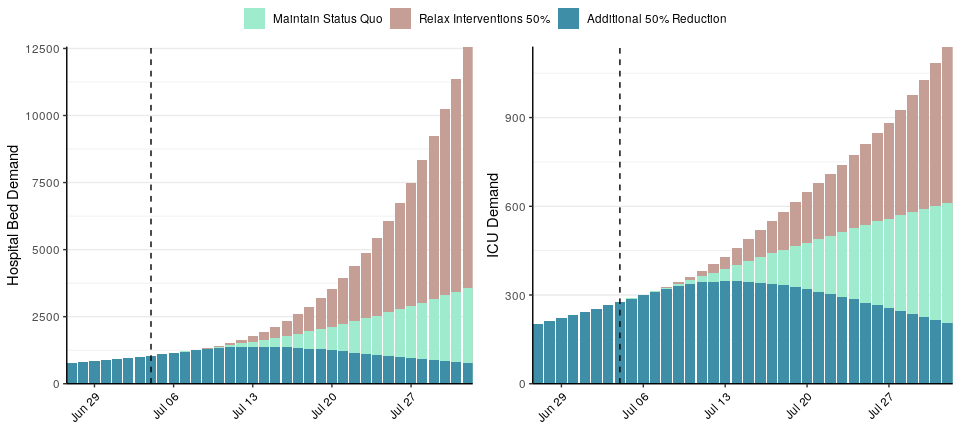 Maintain Status Quo Relax Interventions 50% Additional 50% Reduction
Hospital Bed Demand
12500
10000
7500
5000
2500
0
Jun 29 Jul 06 Jul 13 Jul 20 Jul 27
ICU Demand
900
600
300
0
Jun 29 Jul 06 Jul 13 Jul 20 Jul 27